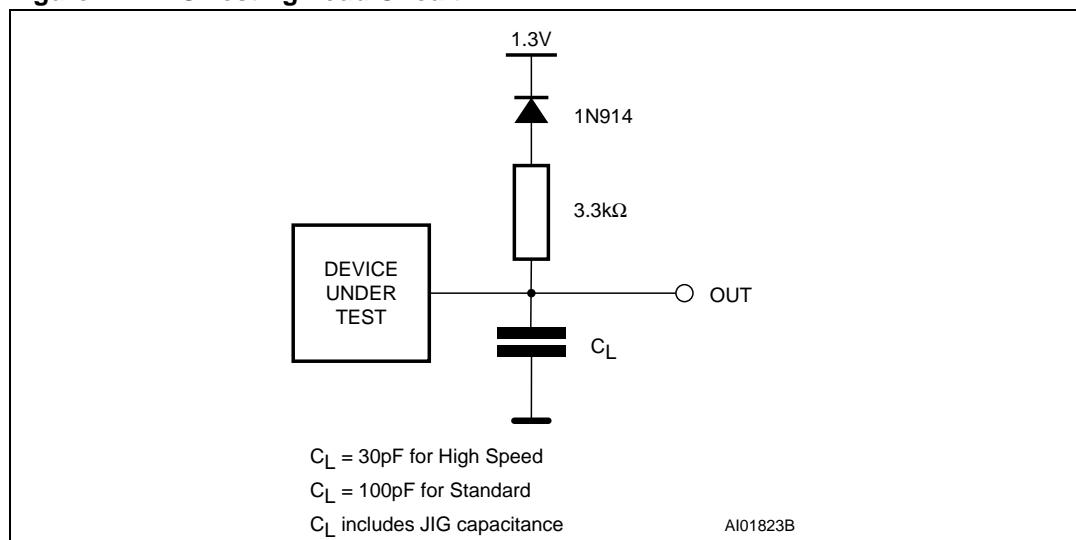 1.3V
1N914
3.3kΩ
DEVICE
UNDER
TEST
OUT
CL
CL = 30pF for High Speed
CL = 100pF for Standard
CL includes JIG capacitance
AI01823B